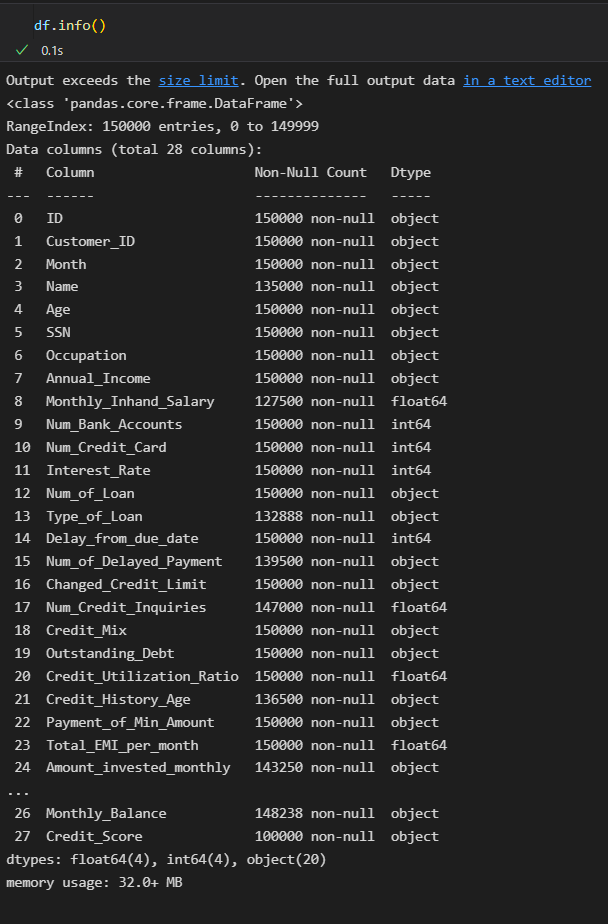 df.info()
✓ 0.1s
Output exceeds the size limit. Open the full output data in a text editor
<class 'pandas.core.frame.DataFrame'>
RangeIndex: 150000 entries, 0 to 149999
Data columns (total 28 columns):
 #   Column                    Non-Null Count   Dtype
---  ------                    --------------   -----
 0   ID                        150000 non-null  object
 1   Customer_ID               150000 non-null  object
 2   Month                     150000 non-null  object
 3   Name                      135000 non-null  object
 4   Age                       150000 non-null  object
 5   SSN                       150000 non-null  object
 6   Occupation                150000 non-null  object
 7   Annual_Income             150000 non-null  object
 8   Monthly_Inhand_Salary     127500 non-null  float64
 9   Num_Bank_Accounts         150000 non-null  int64
 10  Num_Credit_Card           150000 non-null  int64
 11  Interest_Rate             150000 non-null  int64
 12  Num_of_Loan               150000 non-null  object
 13  Type_of_Loan              132888 non-null  object
 14  Delay_from_due_date       150000 non-null  int64
 15  Num_of_Delayed_Payment    139500 non-null  object
 16  Changed_Credit_Limit      150000 non-null  object
 17  Num_Credit_Inquiries      147000 non-null  float64
 18  Credit_Mix                150000 non-null  object
 19  Outstanding_Debt          150000 non-null  object
 20  Credit_Utilization_Ratio  150000 non-null  float64
 21  Credit_History_Age        136500 non-null  object
 22  Payment_of_Min_Amount     150000 non-null  object
 23  Total_EMI_per_month       150000 non-null  float64
 24  Amount_invested_monthly   143250 non-null  object
...
 26  Monthly_Balance           148238 non-null  object
 27  Credit_Score              100000 non-null  object
dtypes: float64(4), int64(4), object(20)
memory usage: 32.0+ MB